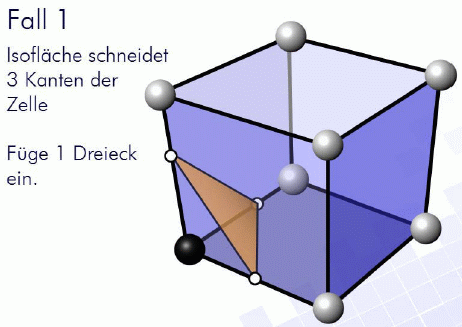 Fall 1
Isofläche schneidet
3 Kanten der
Zelle
Füge 1 Dreieck
ein.